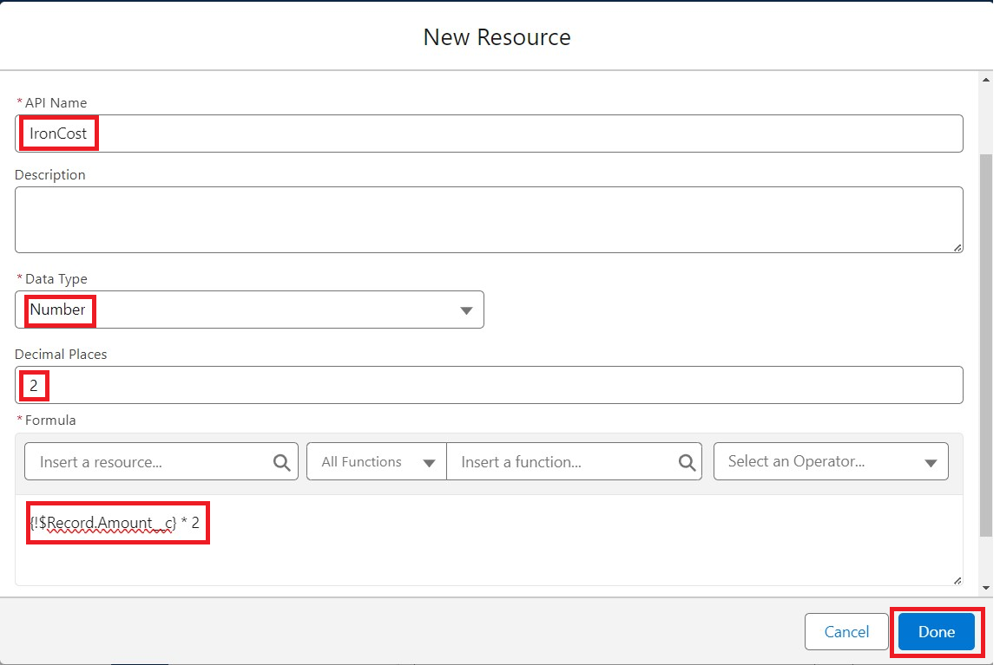 New Resource
* API Name
IronCost
Description
* Data Type
Number
Decimal Places
2
* Formula
Insert a resource... All Functions Insert a function... Select an Operator...
{!$Record.Amount__c} * 2
Cancel Done